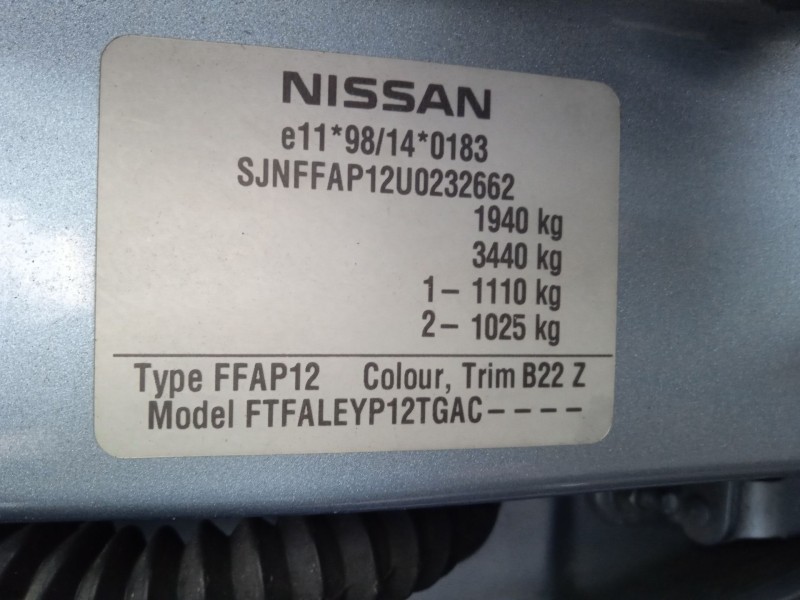 NISSAN
e11*98/14*0183
SJNFFAP12U0232662
1940 kg
3440 kg
1– 1110 kg
2– 1025 kg
Type FFAP12 Colour, Trim B22 Z
Model FTFALEYP12TGAC– – – –